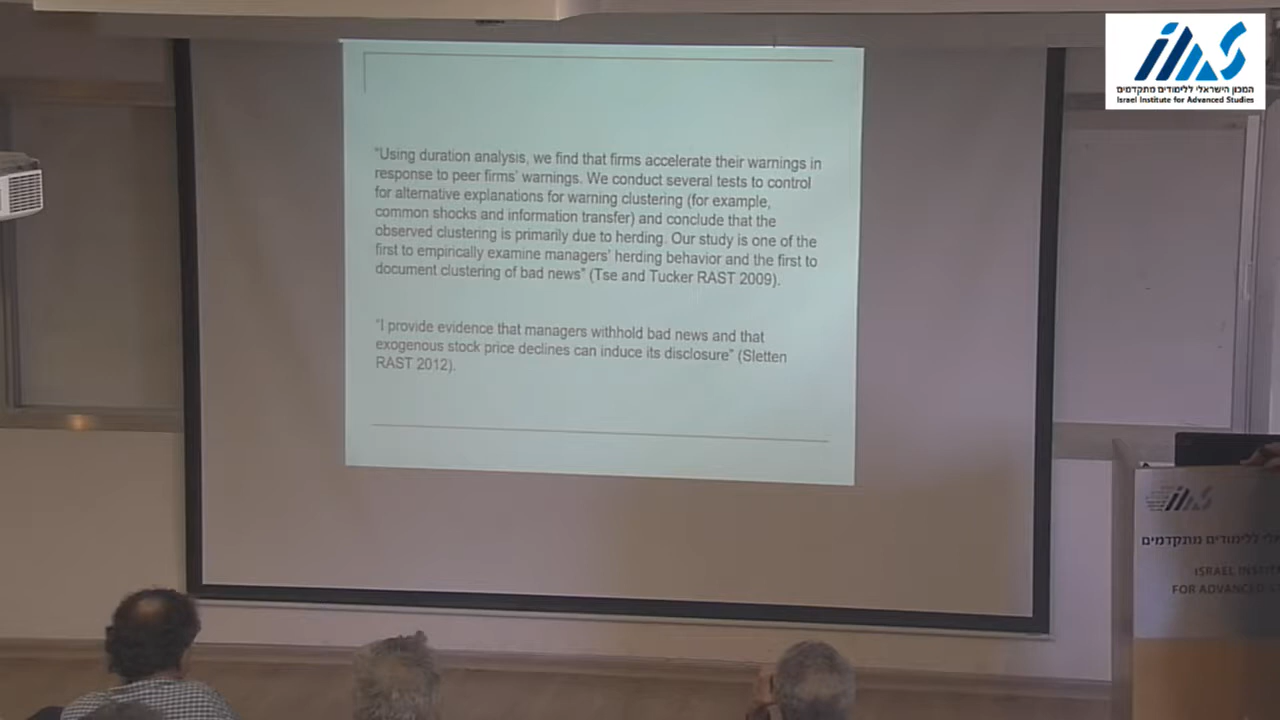 המכון הישראלי ללימודים מתקדמים
Israel Institute for Advanced Studies
"Using duration analysis, we find that firms accelerate their warnings in
response to peer firms' warnings. We conduct several tests to control
for alternative explanations for warning clustering (for example,
common shocks and information transfer) and conclude that the
observed clustering is primarily due to herding. Our study is one of the
first to empirically examine managers' herding behavior and the first to
document clustering of bad news" (Tse and Tucker RAST 2009).
"I provide evidence that managers withhold bad news and that
exogenous stock price declines can induce its disclosure" (Sletten
RAST 2012).
ללימודים מתקדמים
ISRAEL
FOR ADVANCED